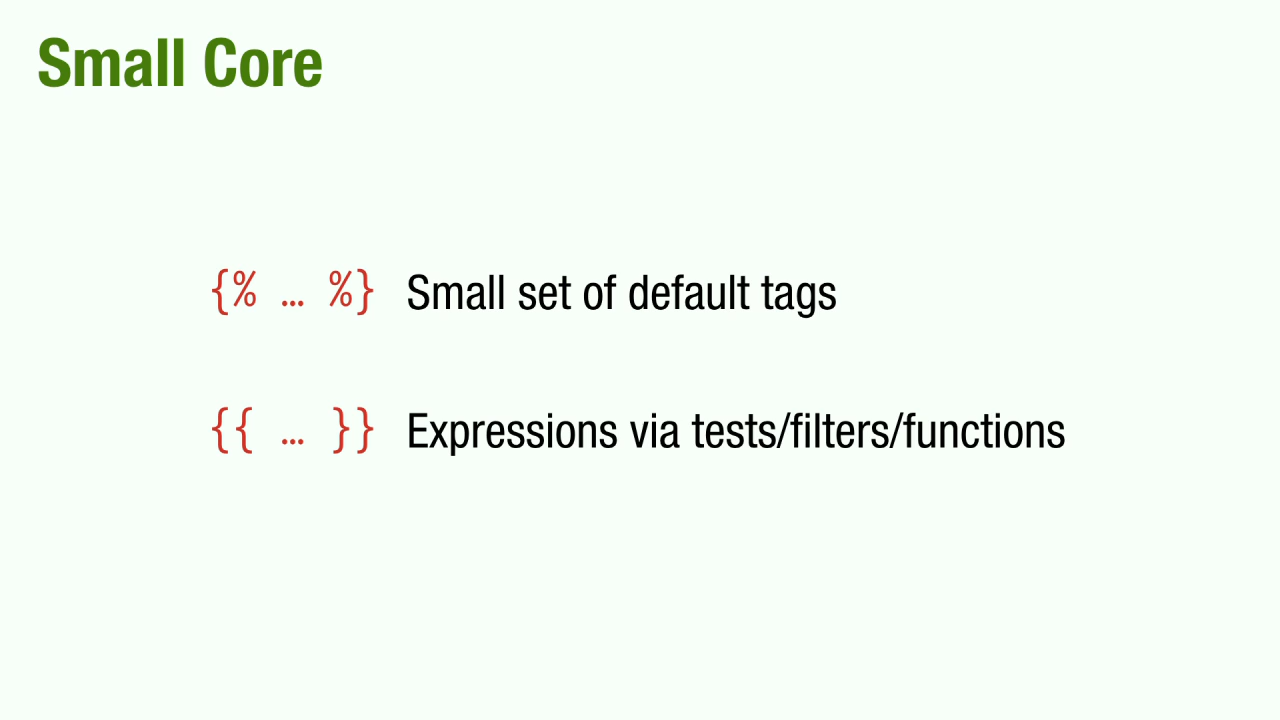 Small Core
{% … %} Small set of default tags
{{ … }} Expressions via tests/filters/functions